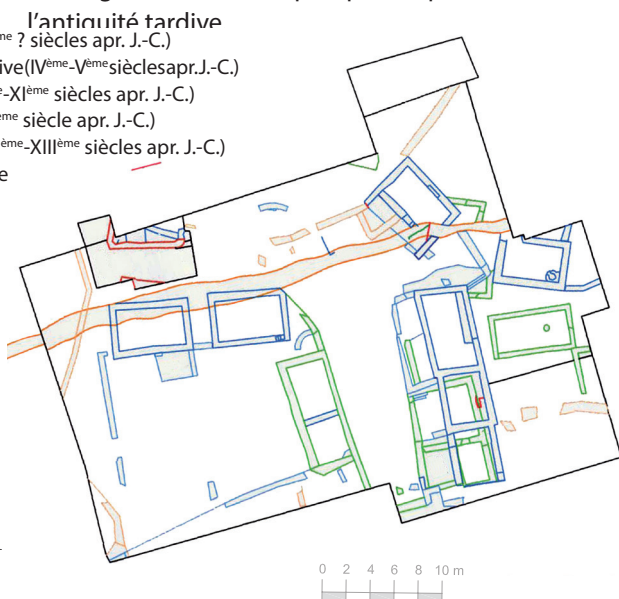 l'antiquité tardive
ème ? siècles apr. J.-C.)
ive(IVème-Vèmesièclesapr.J.-C.)
-XIème siècles apr. J.-C.)
ème siècle apr. J.-C.)
ème-XIIIème siècles apr. J.-C.)
e
0 2 4 6 8 10 m